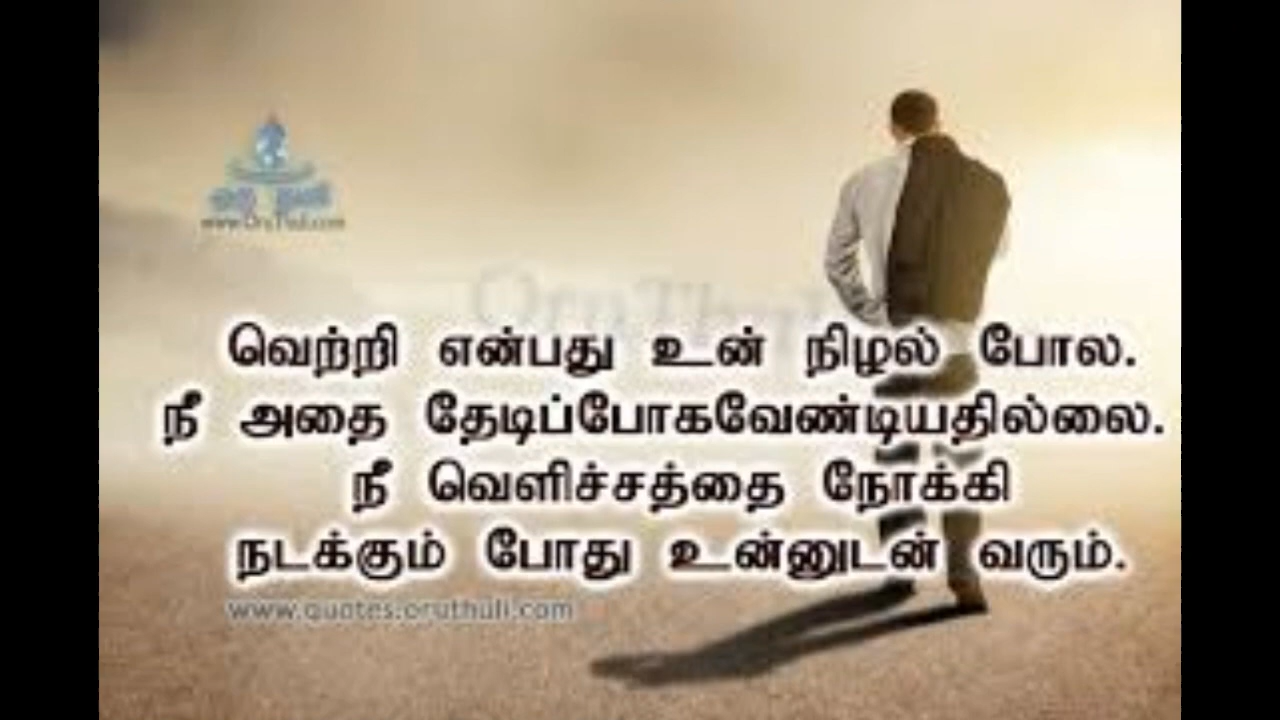 www.OruThuli.com
OruThuli
வெற்றி என்பது உன் நிழல் போல.
நீ அதை தேடிப்போகவேண்டியதில்லை.
நீ வெளிச்சத்தை நோக்கி
நடக்கும் போது உன்னுடன் வரும்.
www.quotes.oruthuli.com